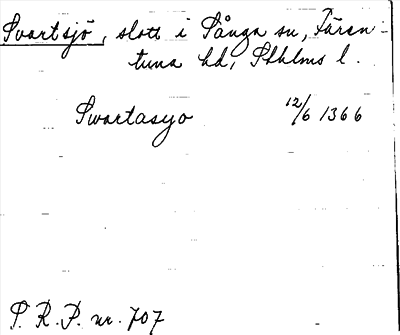 Svartsjö, slott i Sånga sn, Fären-
tuna hd, Sthlms l.
Swartasyo 12/6 1366
S. R. P. nr. 707